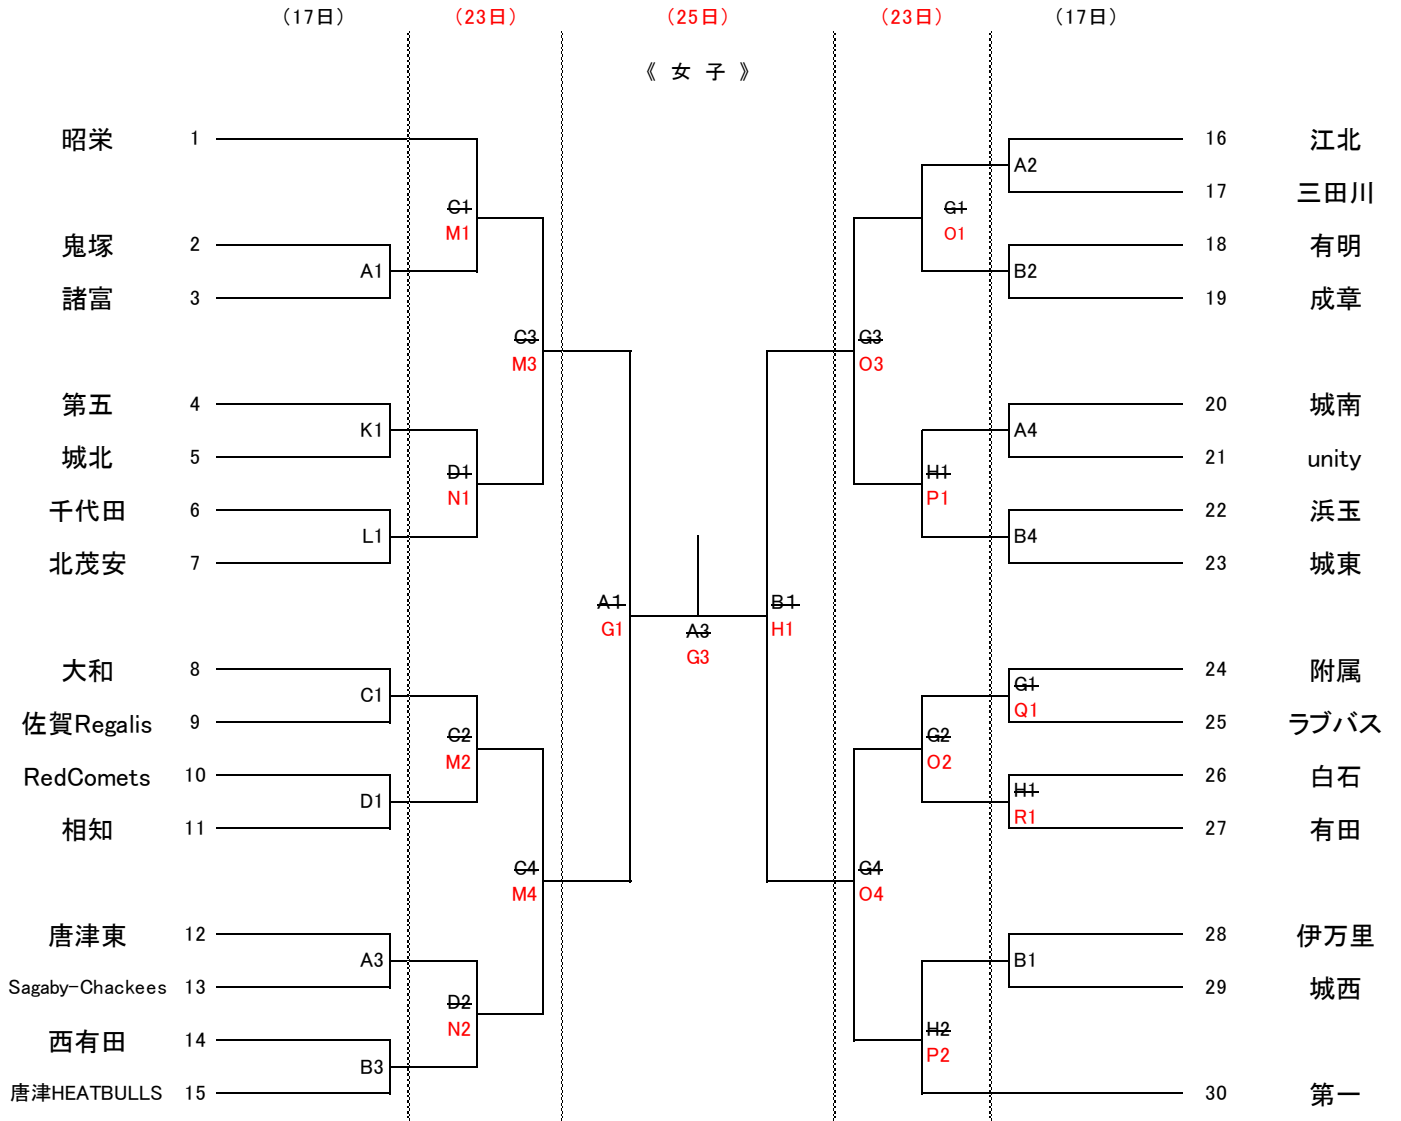 （17日） （23日） （25日） （23日） （17日）
《 女 子 》
昭栄 1 16 江北
A2
17 三田川
C1 G1
M1 O1
鬼塚 2 18 有明
A1 B2
諸富 3 19 成章
C3 G3
M3 O3
第五 4 20 城南
K1 A4
城北 5 21 unity
D1 H1
N1 P1
千代田 6 22 浜玉
L1 B4
北茂安 7 23 城東
A1 B1
G1 A3 H1
G3
大和 8 24 附属
C1 G1
Q1
佐賀Regalis 9 25 ラブバス
C2 G2
M2 O2
RedComets 10 26 白石
D1 H1
R1
相知 11 27 有田
C4 G4
M4 O4
唐津東 12 28 伊万里
A3 B1
Sagaby-Chackees 13 29 城西
D2 H2
N2 P2
西有田 14
B3
唐津HEATBULLS 15 30 第一